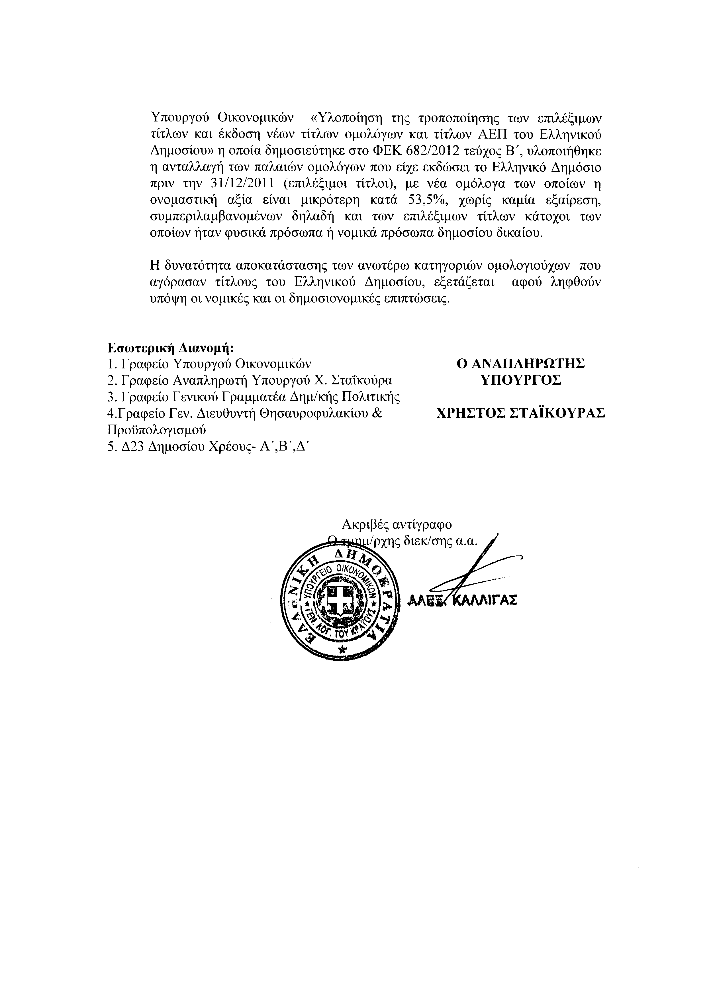 Υπουργού Οικονομικών «Υλοποίηση της τροποποίησης των επιλέξιμων
τίτλων και έκδοση νέων τίτλων ομολόγων και τίτλων ΑΕΠ του Ελληνικού
Δημοσίου» η οποία δημοσιεύτηκε στο ΦΕΚ 682/2012 τεύχος Β΄, υλοποιήθηκε
η ανταλλαγή των παλαιών ομολόγων που είχε εκδώσει το Ελληνικό Δημόσιο
πριν την 31/12/2011 (επιλέξιμοι τίτλοι), με νέα ομόλογα των οποίων η
ονομαστική αξία είναι μικρότερη κατά 53,5%, χωρίς καμία εξαίρεση,
συμπεριλαμβανομένων δηλαδή και των επιλέξιμων τίτλων κάτοχοι των
οποίων ήταν φυσικά πρόσωπα ή νομικά πρόσωπα δημοσίου δικαίου.
Η δυνατότητα αποκατάστασης των ανωτέρω κατηγοριών ομολογιούχων που
αγόρασαν τίτλους του Ελληνικού Δημοσίου, εξετάζεται αφού ληφθούν
υπόψη οι νομικές και οι δημοσιονομικές επιπτώσεις.
Εσωτερική Διανομή:
1. Γραφείο Υπουργού Οικονομικών
2. Γραφείο Αναπληρωτή Υπουργού Χ. Σταΐκούρα
3. Γραφείο Γενικού Γραμματέα Δημ/κής Πολιτικής
4.Γραφείο Γεν. Διευθυντή Θησαυροφυλακίου &
Προϋπολογισμού
5. Δ23 Δημοσίου Χρέους- Α΄,Β΄,Δ΄
Ο ΑΝΑΠΛΗΡΩΤΗΣ
ΥΠΟΥΡΓΟΣ
ΧΡΗΣΤΟΣ ΣΤΑΪΚΟΥΡΑΣ
Ακριβές αντίγραφο
Ο τμημ/ρχης διεκ/σης α.α.
ΕΛΛΗΝΙΚΗ ΔΗΜΟΚΡΑΤΙΑ
ΥΠΟΥΡΓΕΙΟ ΟΙΚΟΝΟΜΙΚΩΝ
ΓΕΝ. ΛΟΓ. ΤΟΥ ΚΡΑΤΟΥΣ
ΑΛΕΞ. ΚΑΛΛΙΓΑΣ